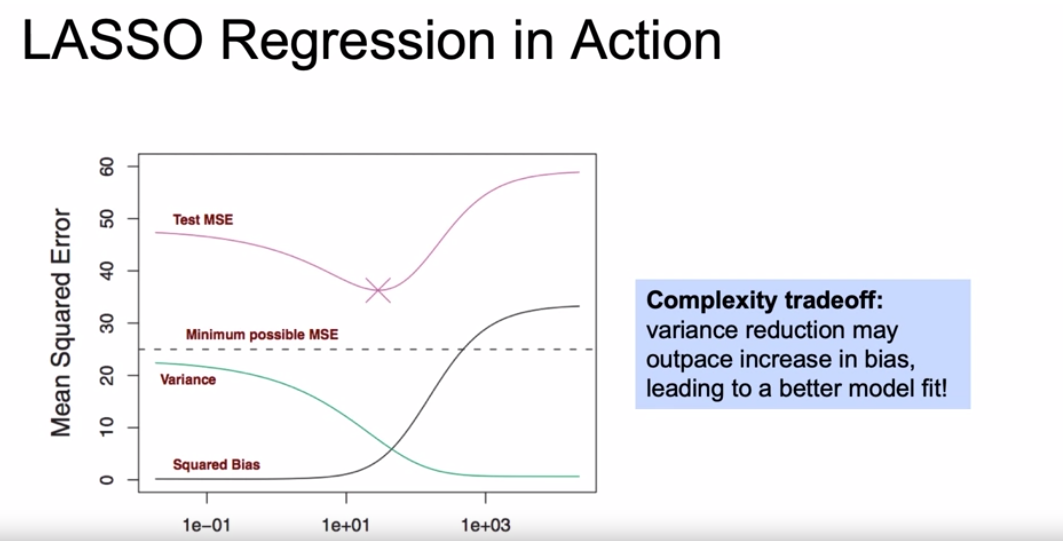 LASSO Regression in Action
Mean Squared Error
60
50
40
30
20
10
0
Test MSE
Minimum possible MSE
Variance
Squared Bias
1e−01
1e+01
1e+03
Complexity tradeoff:
variance reduction may
outpace increase in bias,
leading to a better model fit!